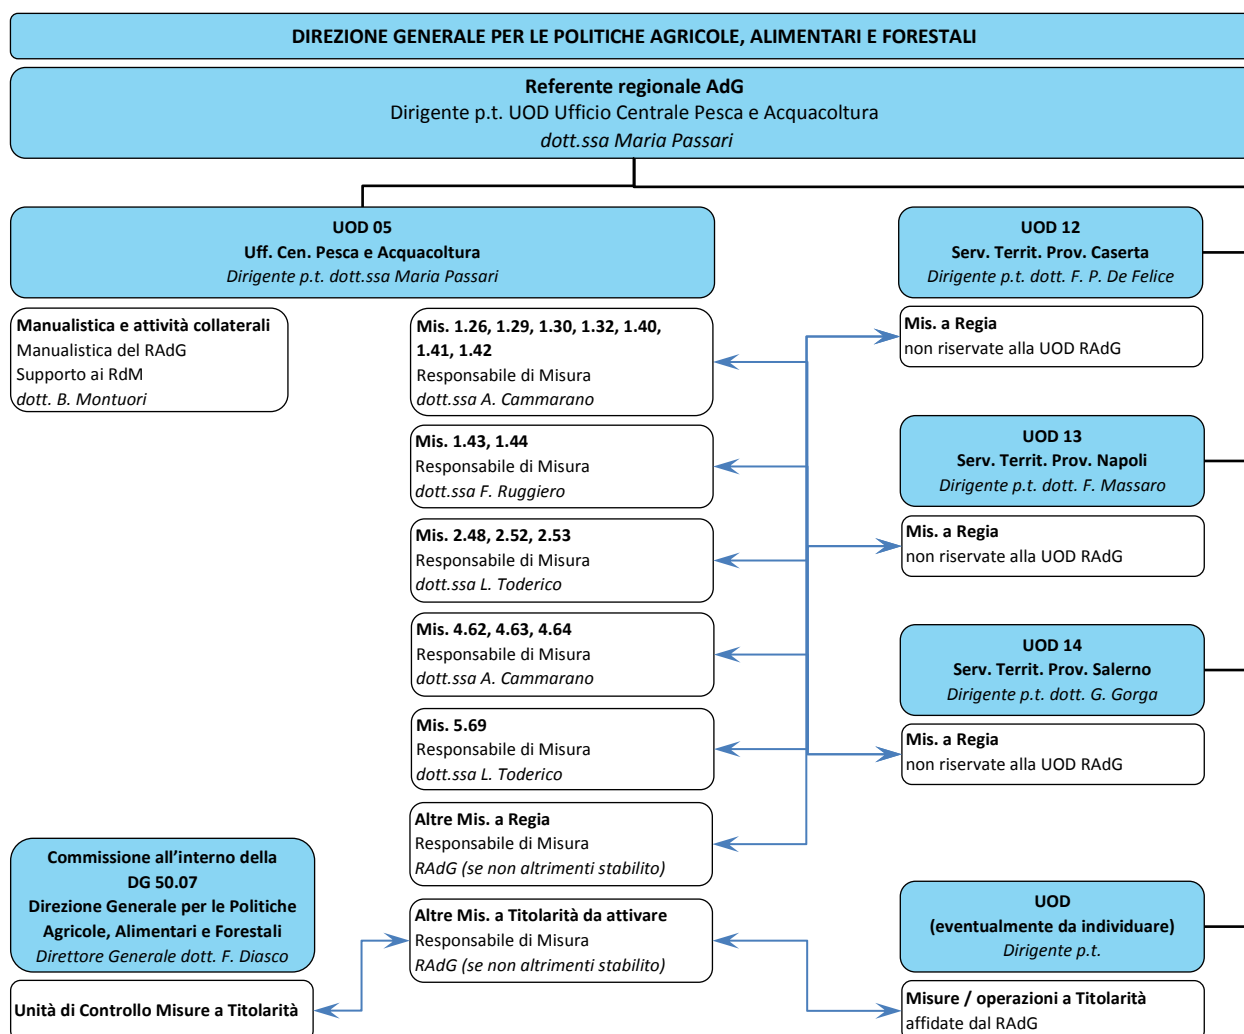 DIREZIONE GENERALE PER LE POLITICHE AGRICOLE, ALIMENTARI E FORESTALI
Referente regionale AdG
Dirigente p.t. UOD Ufficio Centrale Pesca e Acquacoltura
dott.ssa Maria Passari
UOD 05
Uff. Cen. Pesca e Acquacoltura
Dirigente p.t. dott.ssa Maria Passari
Manualistica e attività collaterali
Manualistica del RAdG
Supporto ai RdM
dott. B. Montuori
Mis. 1.26, 1.29, 1.30, 1.32, 1.40,
1.41, 1.42
Responsabile di Misura
dott.ssa A. Cammarano
Mis. 1.43, 1.44
Responsabile di Misura
dott.ssa F. Ruggiero
Mis. 2.48, 2.52, 2.53
Responsabile di Misura
dott.ssa L. Toderico
Mis. 4.62, 4.63, 4.64
Responsabile di Misura
dott.ssa A. Cammarano
Mis. 5.69
Responsabile di Misura
dott.ssa L. Toderico
Altre Mis. a Regia
Responsabile di Misura
RAdG (se non altrimenti stabilito)
Altre Mis. a Titolarità da attivare
Responsabile di Misura
RAdG (se non altrimenti stabilito)
Commissione all'interno della
DG 50.07
Direzione Generale per le Politiche
Agricole, Alimentari e Forestali
Direttore Generale dott. F. Diasco
Unità di Controllo Misure a Titolarità
UOD 12
Serv. Territ. Prov. Caserta
Dirigente p.t. dott. F. P. De Felice
Mis. a Regia
non riservate alla UOD RAdG
UOD 13
Serv. Territ. Prov. Napoli
Dirigente p.t. dott. F. Massaro
Mis. a Regia
non riservate alla UOD RAdG
UOD 14
Serv. Territ. Prov. Salerno
Dirigente p.t. dott. G. Gorga
Mis. a Regia
non riservate alla UOD RAdG
UOD
(eventualmente da individuare)
Dirigente p.t.
Misure / operazioni a Titolarità
affidate dal RAdG